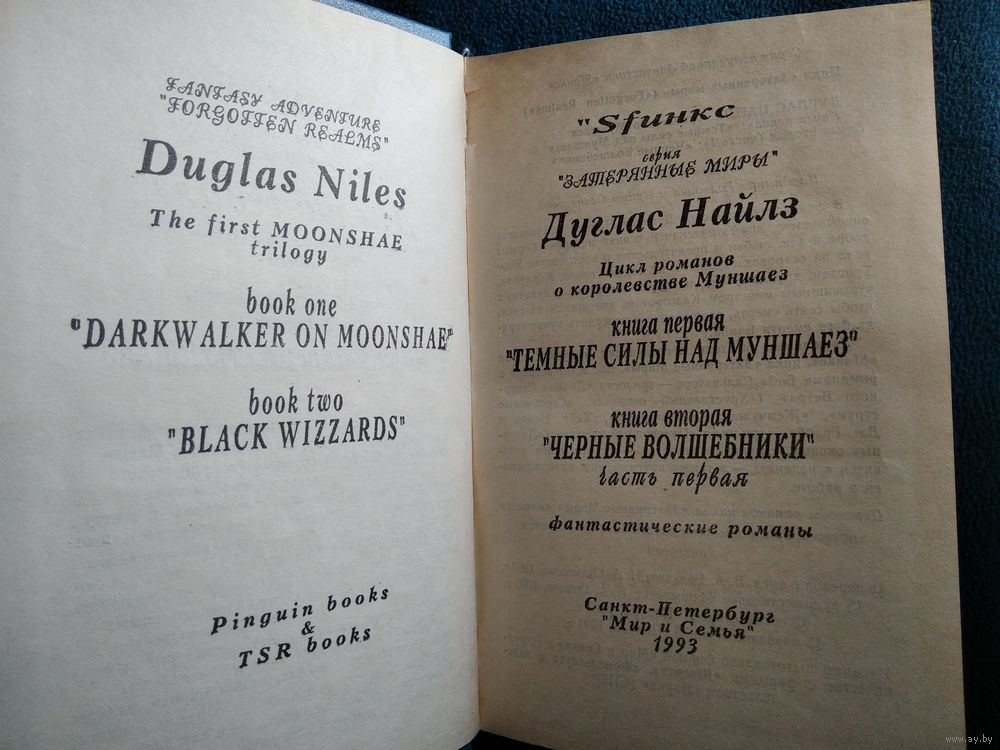 FANTASY ADVENTURE
"FORGOTTEN REALMS"
Duglas Niles
The first MOONSHAE
trilogy
book one
"DARKWALKER ON MOONSHAE"
book two
"BLACK WIZZARDS"
Pinguin books
&
TSR books
"Sfинкс
серия
"ЗАТЕРЯННЫЕ МИРЫ"
Дуглас Найлз
Цикл романов
о королевстве Муншаез
книга первая
"ТЕМНЫЕ СИЛЫ НАД МУНШАЕЗ"
книга вторая
"ЧЕРНЫЕ ВОЛШЕБНИКИ"
часть первая
фантастические романы
Санкт-Петербург
"Мир и Семья"
1993
www.ay.by